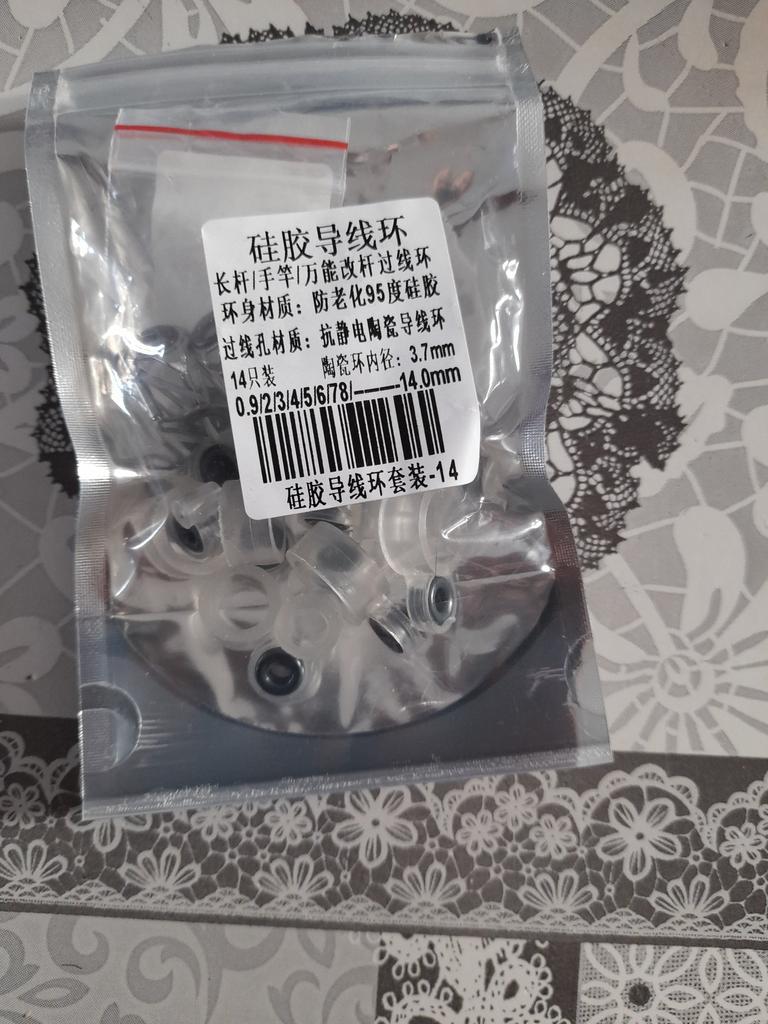 硅胶导线环
长杆/手竿/万能改杆过线环
环身材质：防老化95度硅胶
过线孔材质：抗静电陶瓷导线环
14只装 陶瓷环内径：3.7mm
0.9/2/3/4/5/6/78/———14.0mm
硅胶导线环套装-14